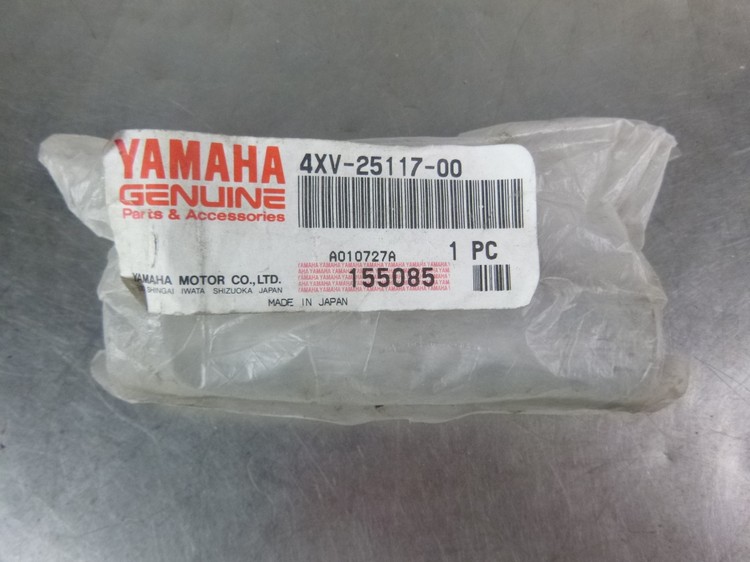 YAMAHA
GENUINE
Parts & Accessories
4XV-25117-00
A010727A
1 PC
155085
YAMAHA MOTOR CO., LTD.
SHINGAI IWATA SHIZUOKA JAPAN
MADE IN JAPAN